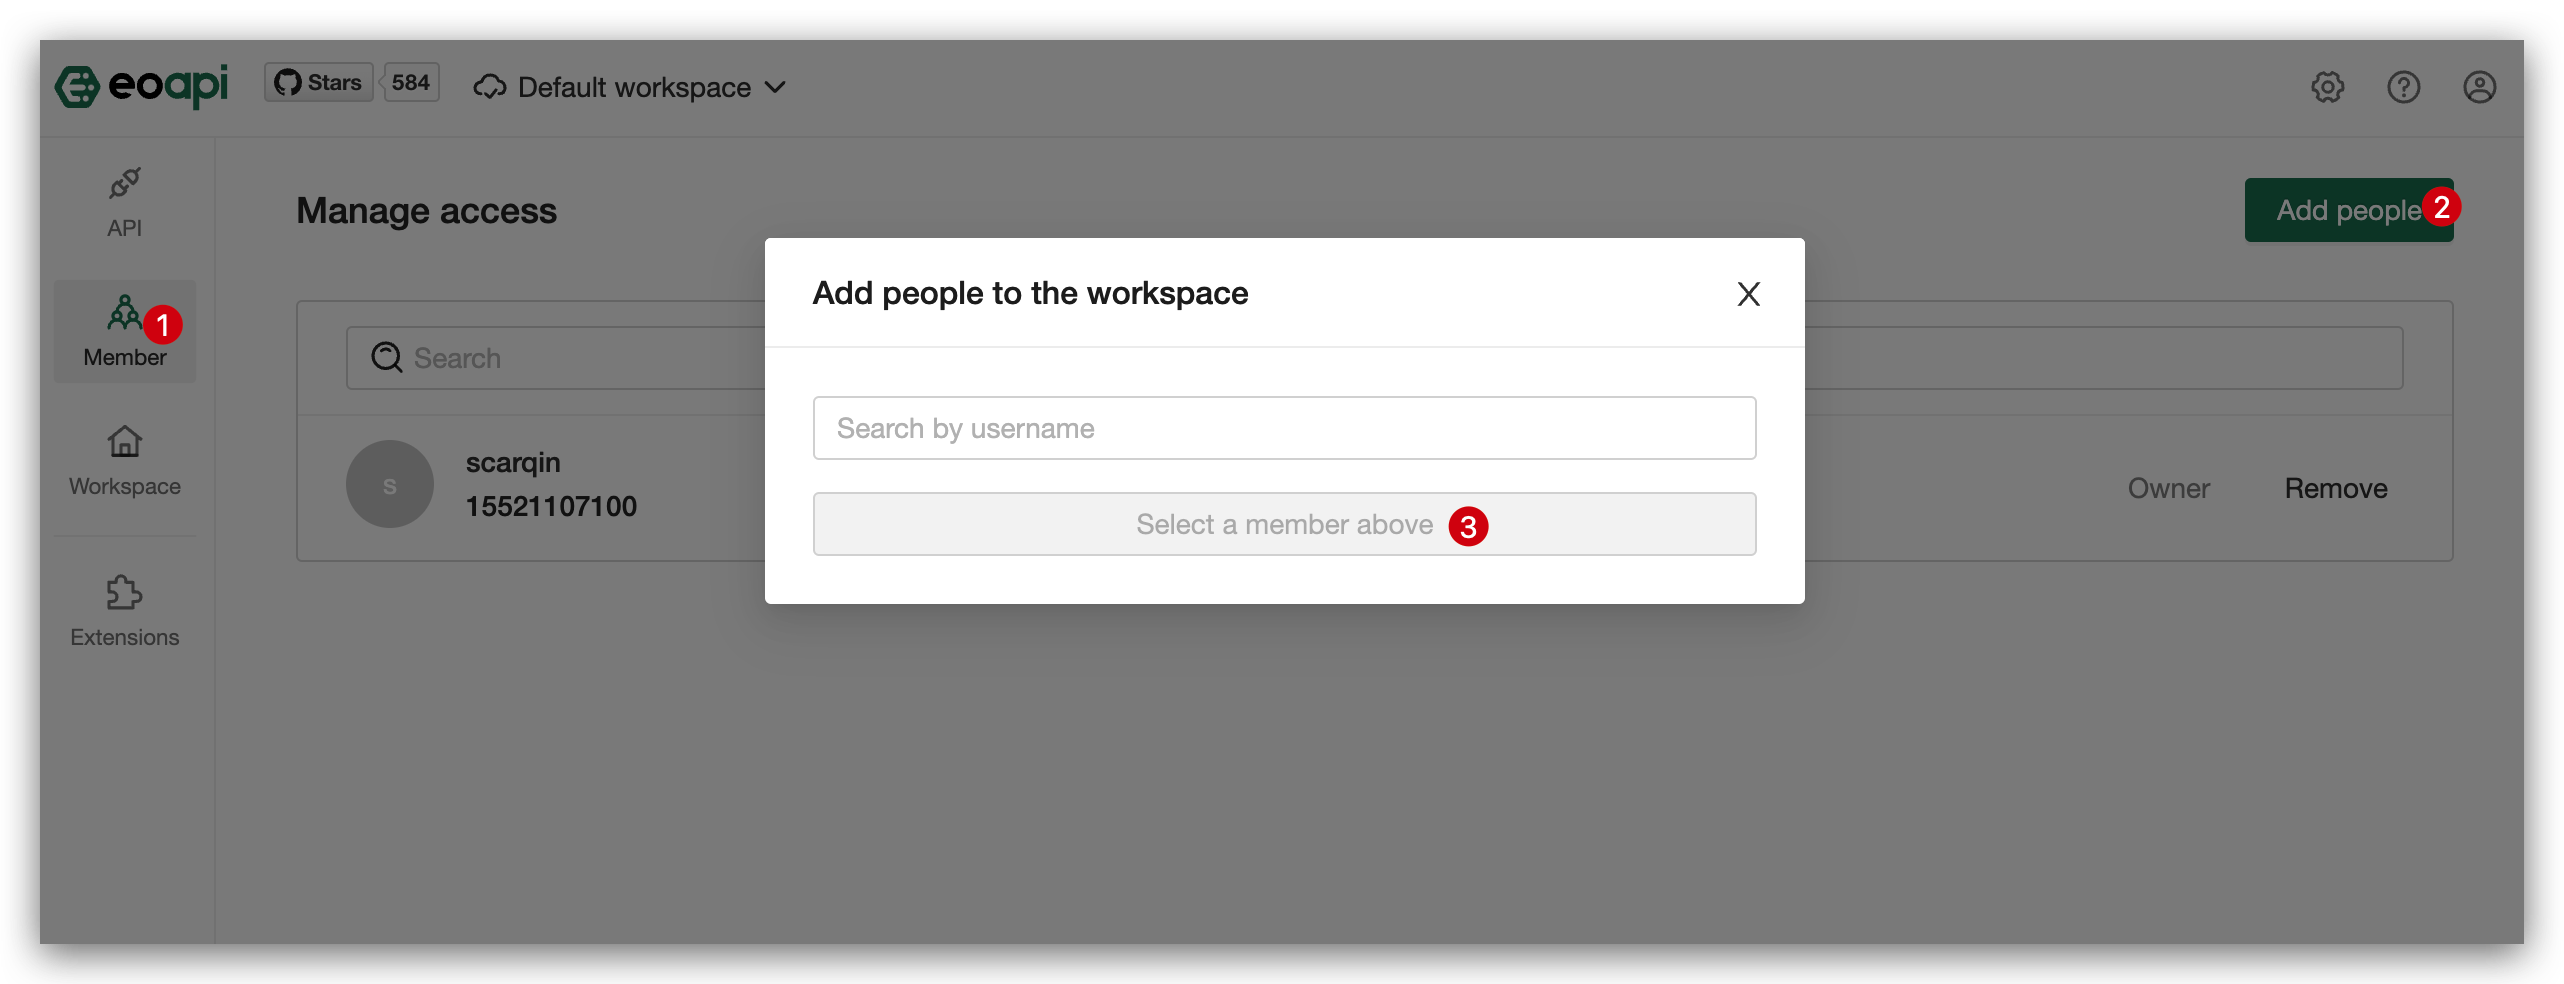 eoapi
Stars
584
Default workspace
API
Manage access
Add people
2
1
Member
Add people to the workspace
X
Search
Search by username
s
scarqin
15521107100
Owner
Remove
Workspace
Select a member above
3
Extensions